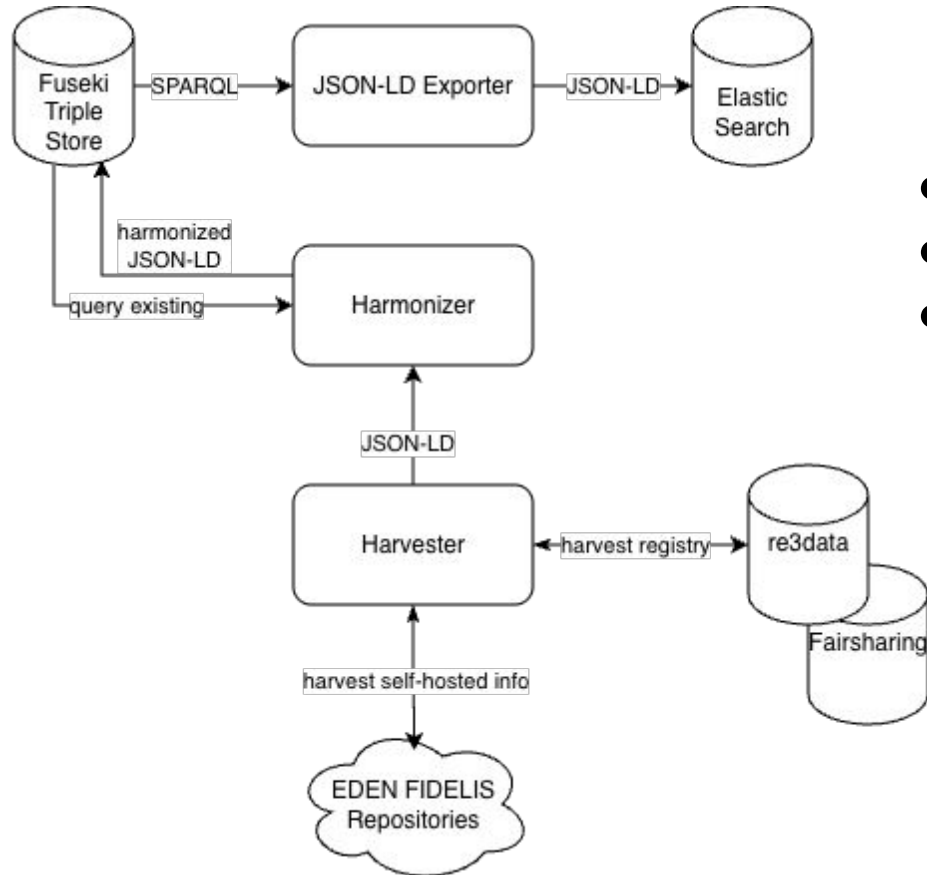 Fuseki
Triple
Store
SPARQL
JSON-LD Exporter
JSON-LD
Elastic
Search
harmonized
JSON-LD
query existing
Harmonizer
JSON-LD
Harvester
harvest registry
re3data
Fairsharing
harvest self-hosted info
EDEN FIDELIS
Repositories